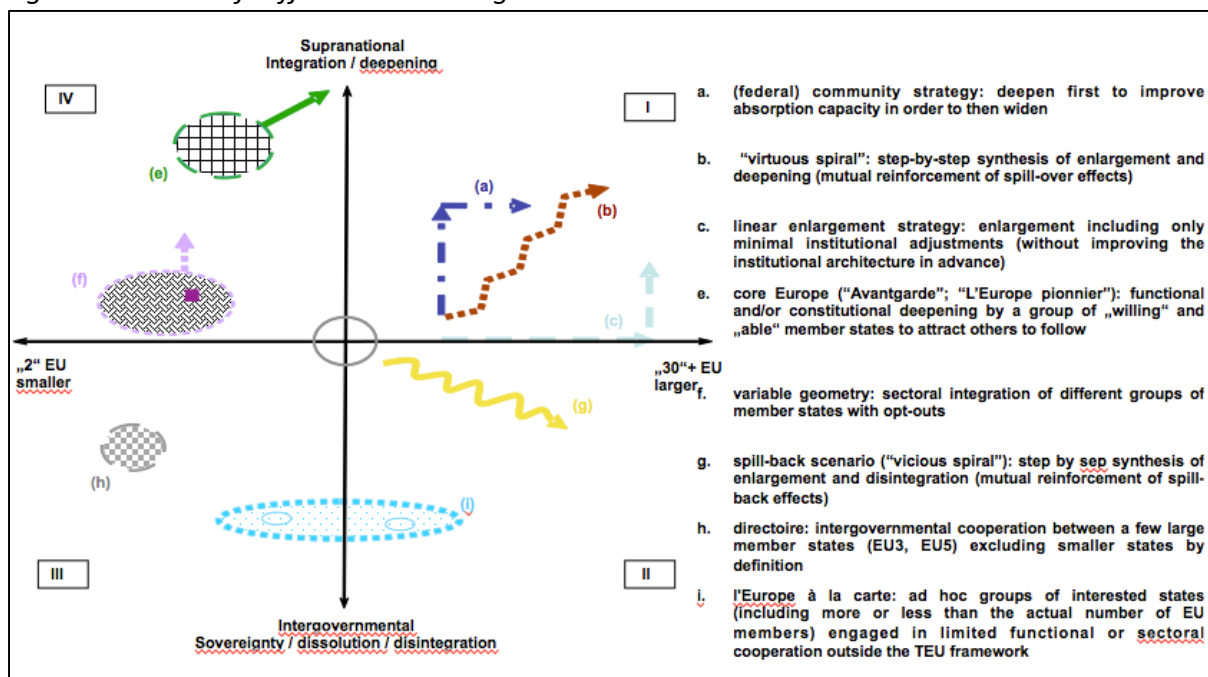 Supranational
Integration / deepening
IV
I
(e)
(a)
(b)
(f)
(c)
„2“ EU
smaller
„30“+ EU
larger
(g)
(h)
(i)
III
II
Intergovernmental
Sovereignty / dissolution / disintegration
a. (federal) community strategy: deepen first to improve
absorption capacity in order to then widen
b. “virtuous spiral”: step-by-step synthesis of enlargement and
deepening (mutual reinforcement of spill-over effects)
c. linear enlargement strategy: enlargement including only
minimal institutional adjustments (without improving the
institutional architecture in advance)
e. core Europe (“Avantgarde”; “L’Europe pionnier”): functional
and/or constitutional deepening by a group of „willing“ and
„able“ member states to attract others to follow
f. variable geometry: sectoral integration of different groups of
member states with opt-outs
g. spill-back scenario (“vicious spiral”): step by sep synthesis of
enlargement and disintegration (mutual reinforcement of spill-
back effects)
h. directoire: intergovernmental cooperation between a few large
member states (EU3, EU5) excluding smaller states by
definition
i. l'Europe à la carte: ad hoc groups of interested states
(including more or less than the actual number of EU
members) engaged in limited functional or sectoral
cooperation outside the TEU framework